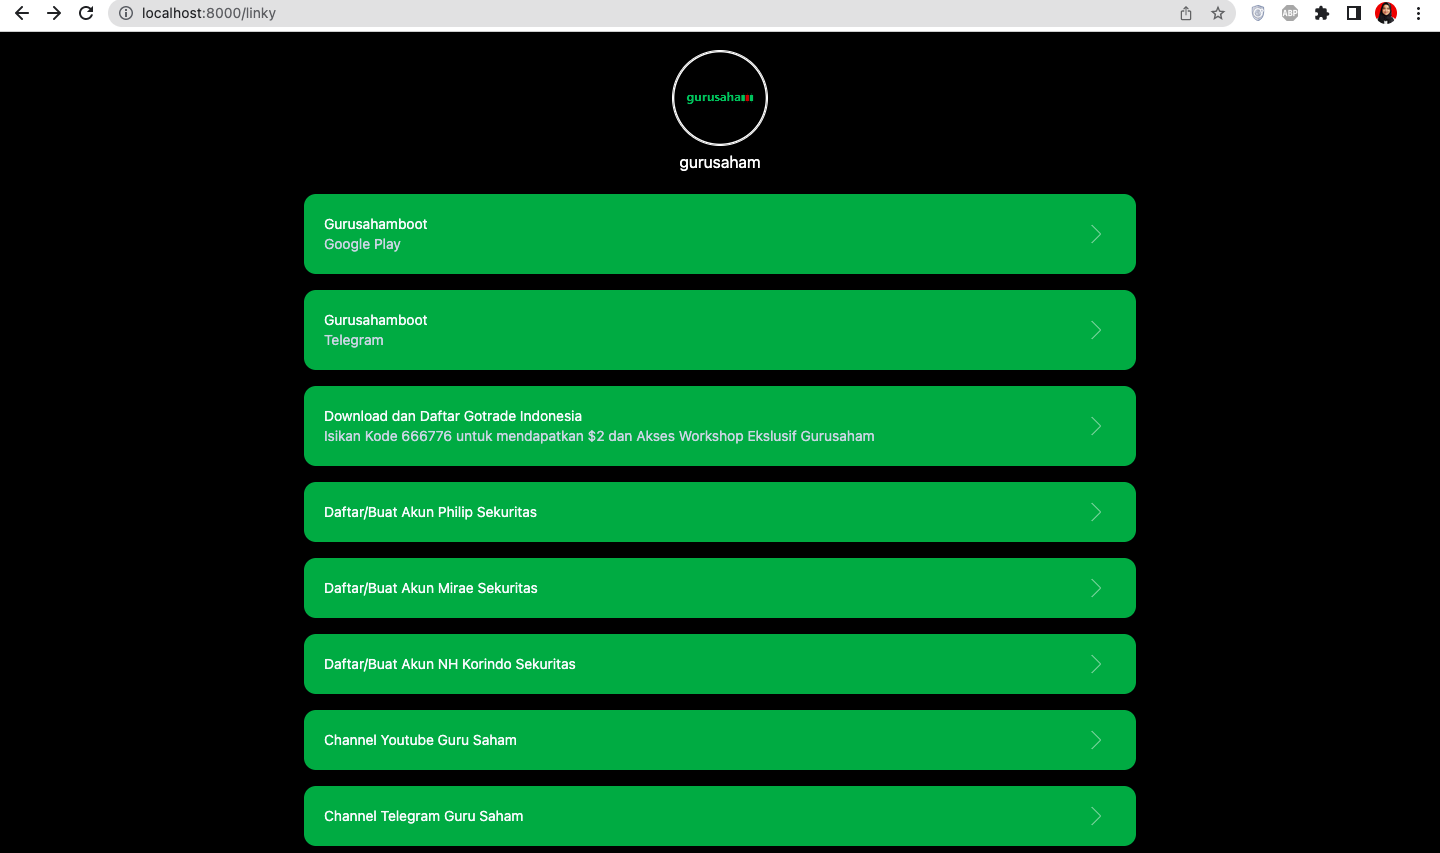 localhost:8000/linky
ABP
gurusaham
gurusaham
Gurusahamboot
Google Play
Gurusahamboot
Telegram
Download dan Daftar Gotrade Indonesia
Isikan Kode 666776 untuk mendapatkan $2 dan Akses Workshop Ekslusif Gurusaham
Daftar/Buat Akun Philip Sekuritas
Daftar/Buat Akun Mirae Sekuritas
Daftar/Buat Akun NH Korindo Sekuritas
Channel Youtube Guru Saham
Channel Telegram Guru Saham